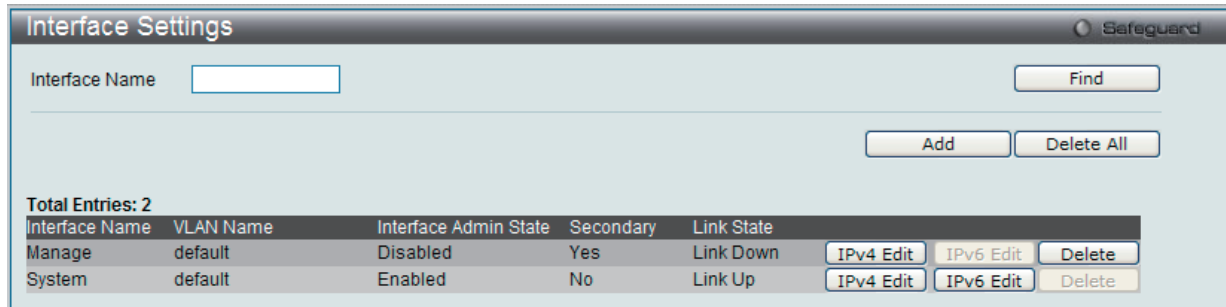 Interface Settings Safeguard
Interface Name Find
Add Delete All
Total Entries: 2
Interface Name VLAN Name Interface Admin State Secondary Link State
Manage default Disabled Yes Link Down IPv4 Edit IPv6 Edit Delete
System default Enabled No Link Up IPv4 Edit IPv6 Edit Delete